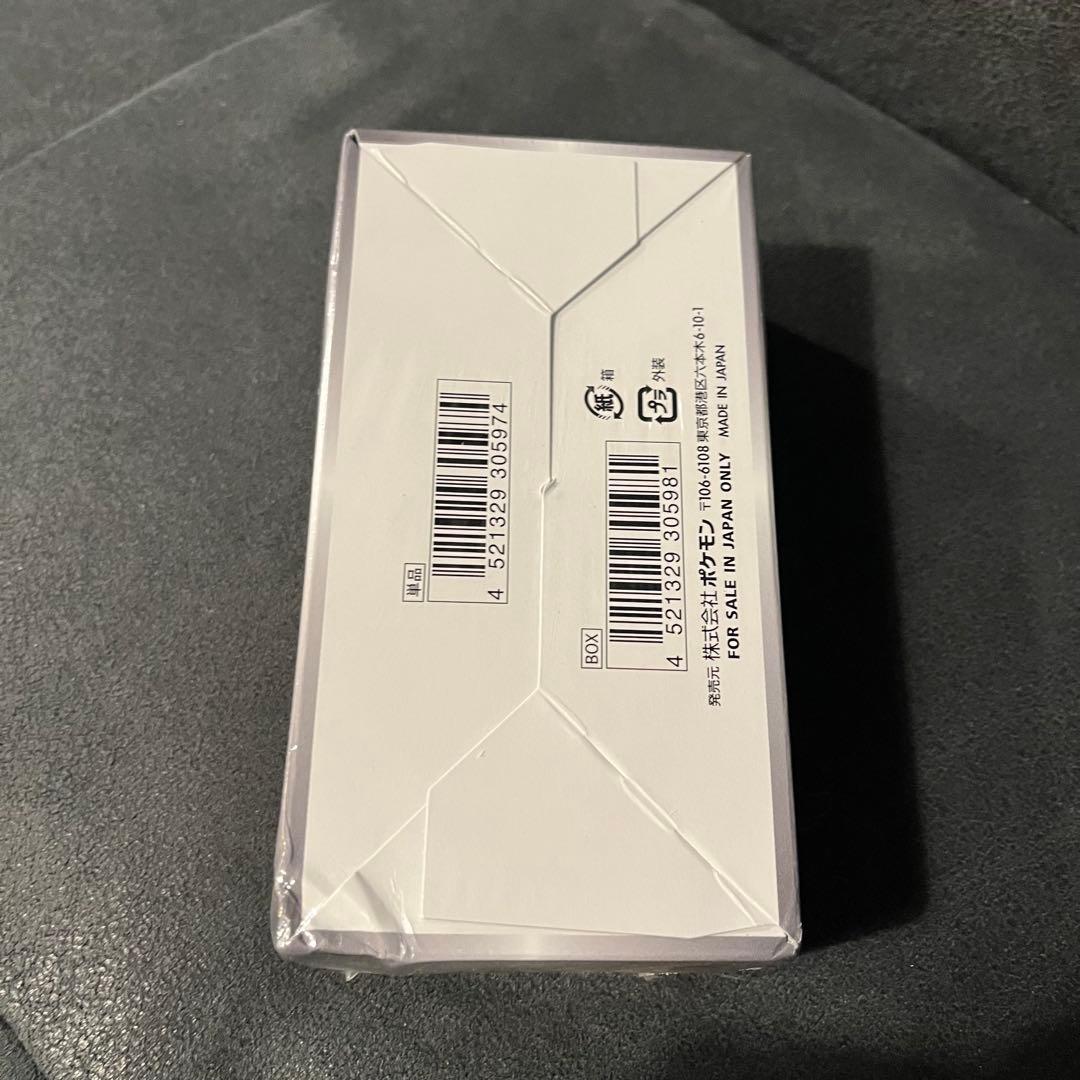 単品
4 521329 305974
BOX
4 521329 305981
紙 箱
プラ 外装
発売元 株式会社 ポケモン 〒106-6108 東京都港区六本木6-10-1
FOR SALE IN JAPAN ONLY MADE IN JAPAN